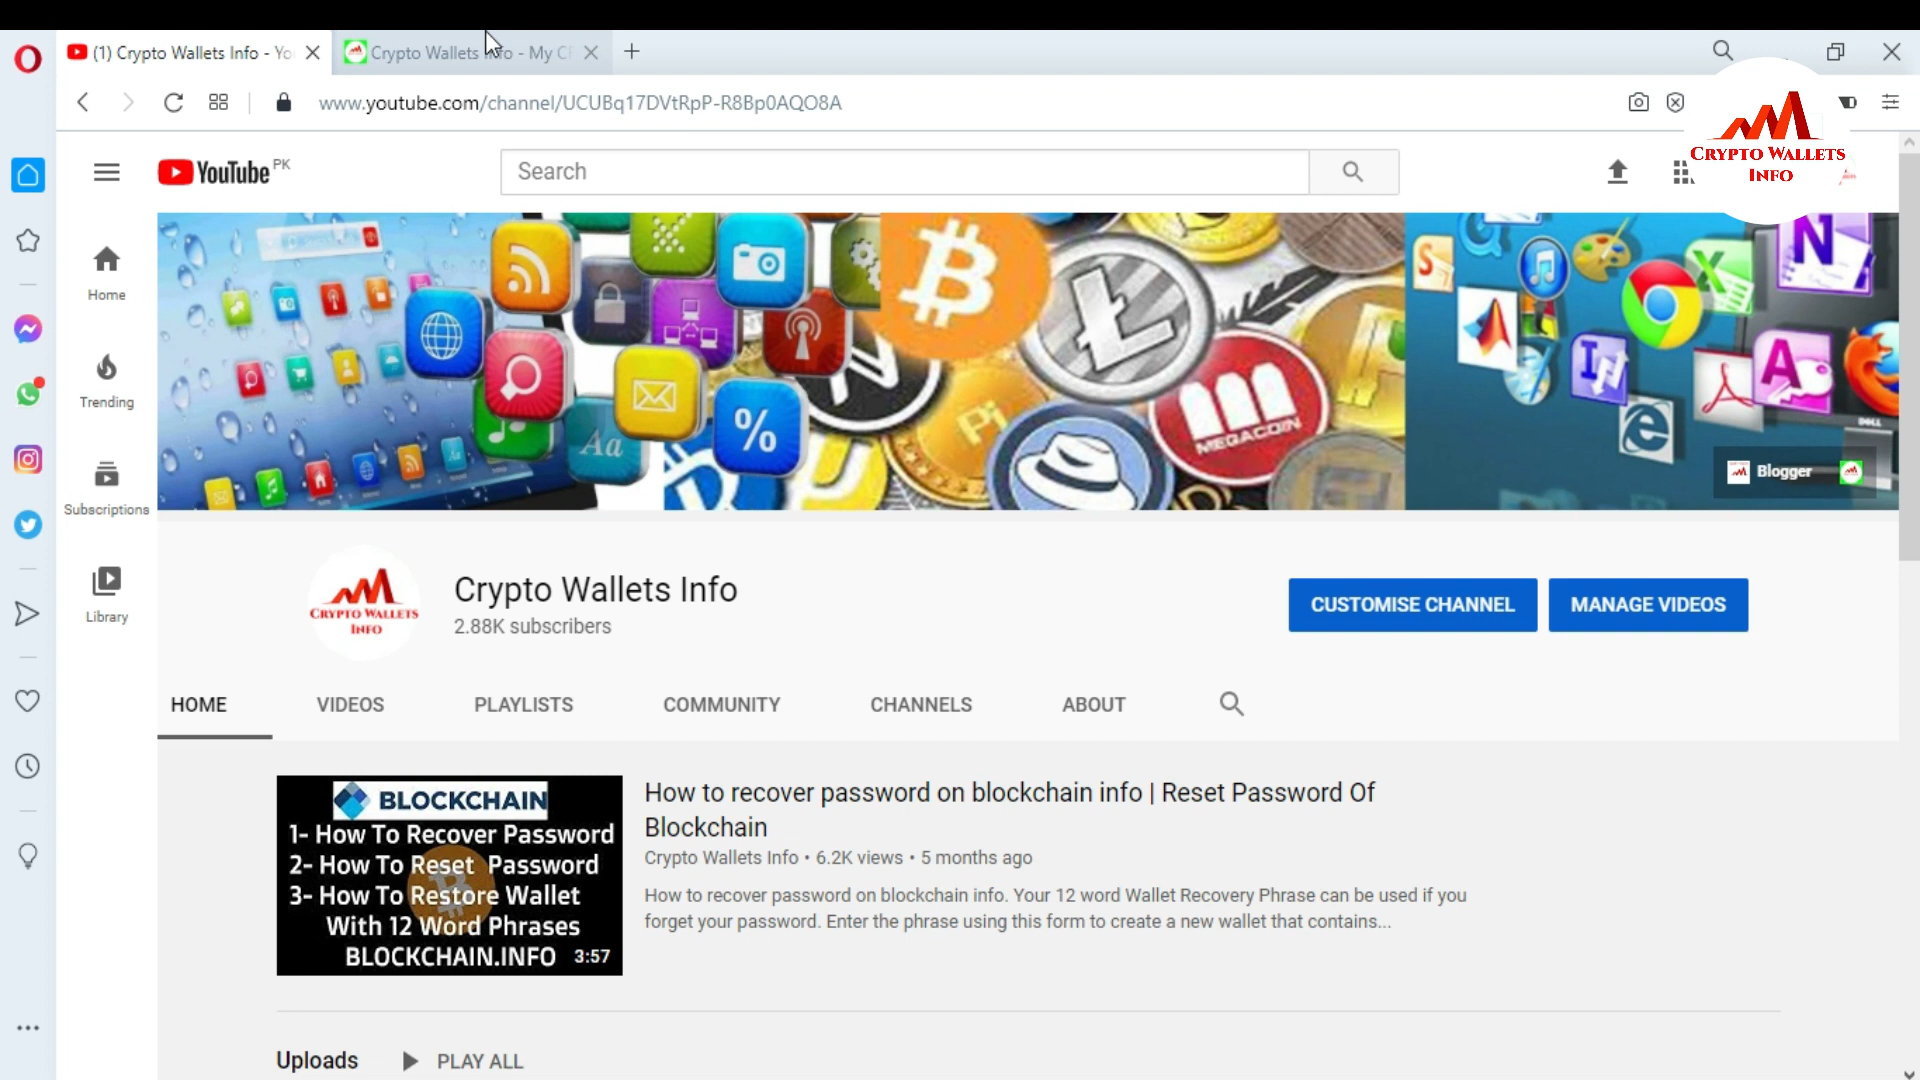 (1) Crypto Wallets Info - Yo
Crypto Wallets Info - My C
www.youtube.com/channel/UCUBq17DVtRpP-R8Bp0AQO8A
CRYPTO WALLETS
INFO
YouTube PK
Search
Home
Trending
Subscriptions
Library
Aa
%
MEGACOIN
DELL
Blogger
CRYPTO WALLETS
INFO
Crypto Wallets Info
2.88K subscribers
CUSTOMISE CHANNEL
MANAGE VIDEOS
HOME
VIDEOS
PLAYLISTS
COMMUNITY
CHANNELS
ABOUT
BLOCKCHAIN
1- How To Recover Password
2- How To Reset Password
3- How To Restore Wallet
With 12 Word Phrases
BLOCKCHAIN.INFO
3:57
How to recover password on blockchain info | Reset Password Of
Blockchain
Crypto Wallets Info • 6.2K views • 5 months ago
How to recover password on blockchain info. Your 12 word Wallet Recovery Phrase can be used if you
forget your password. Enter the phrase using this form to create a new wallet that contains...
Uploads
PLAY ALL